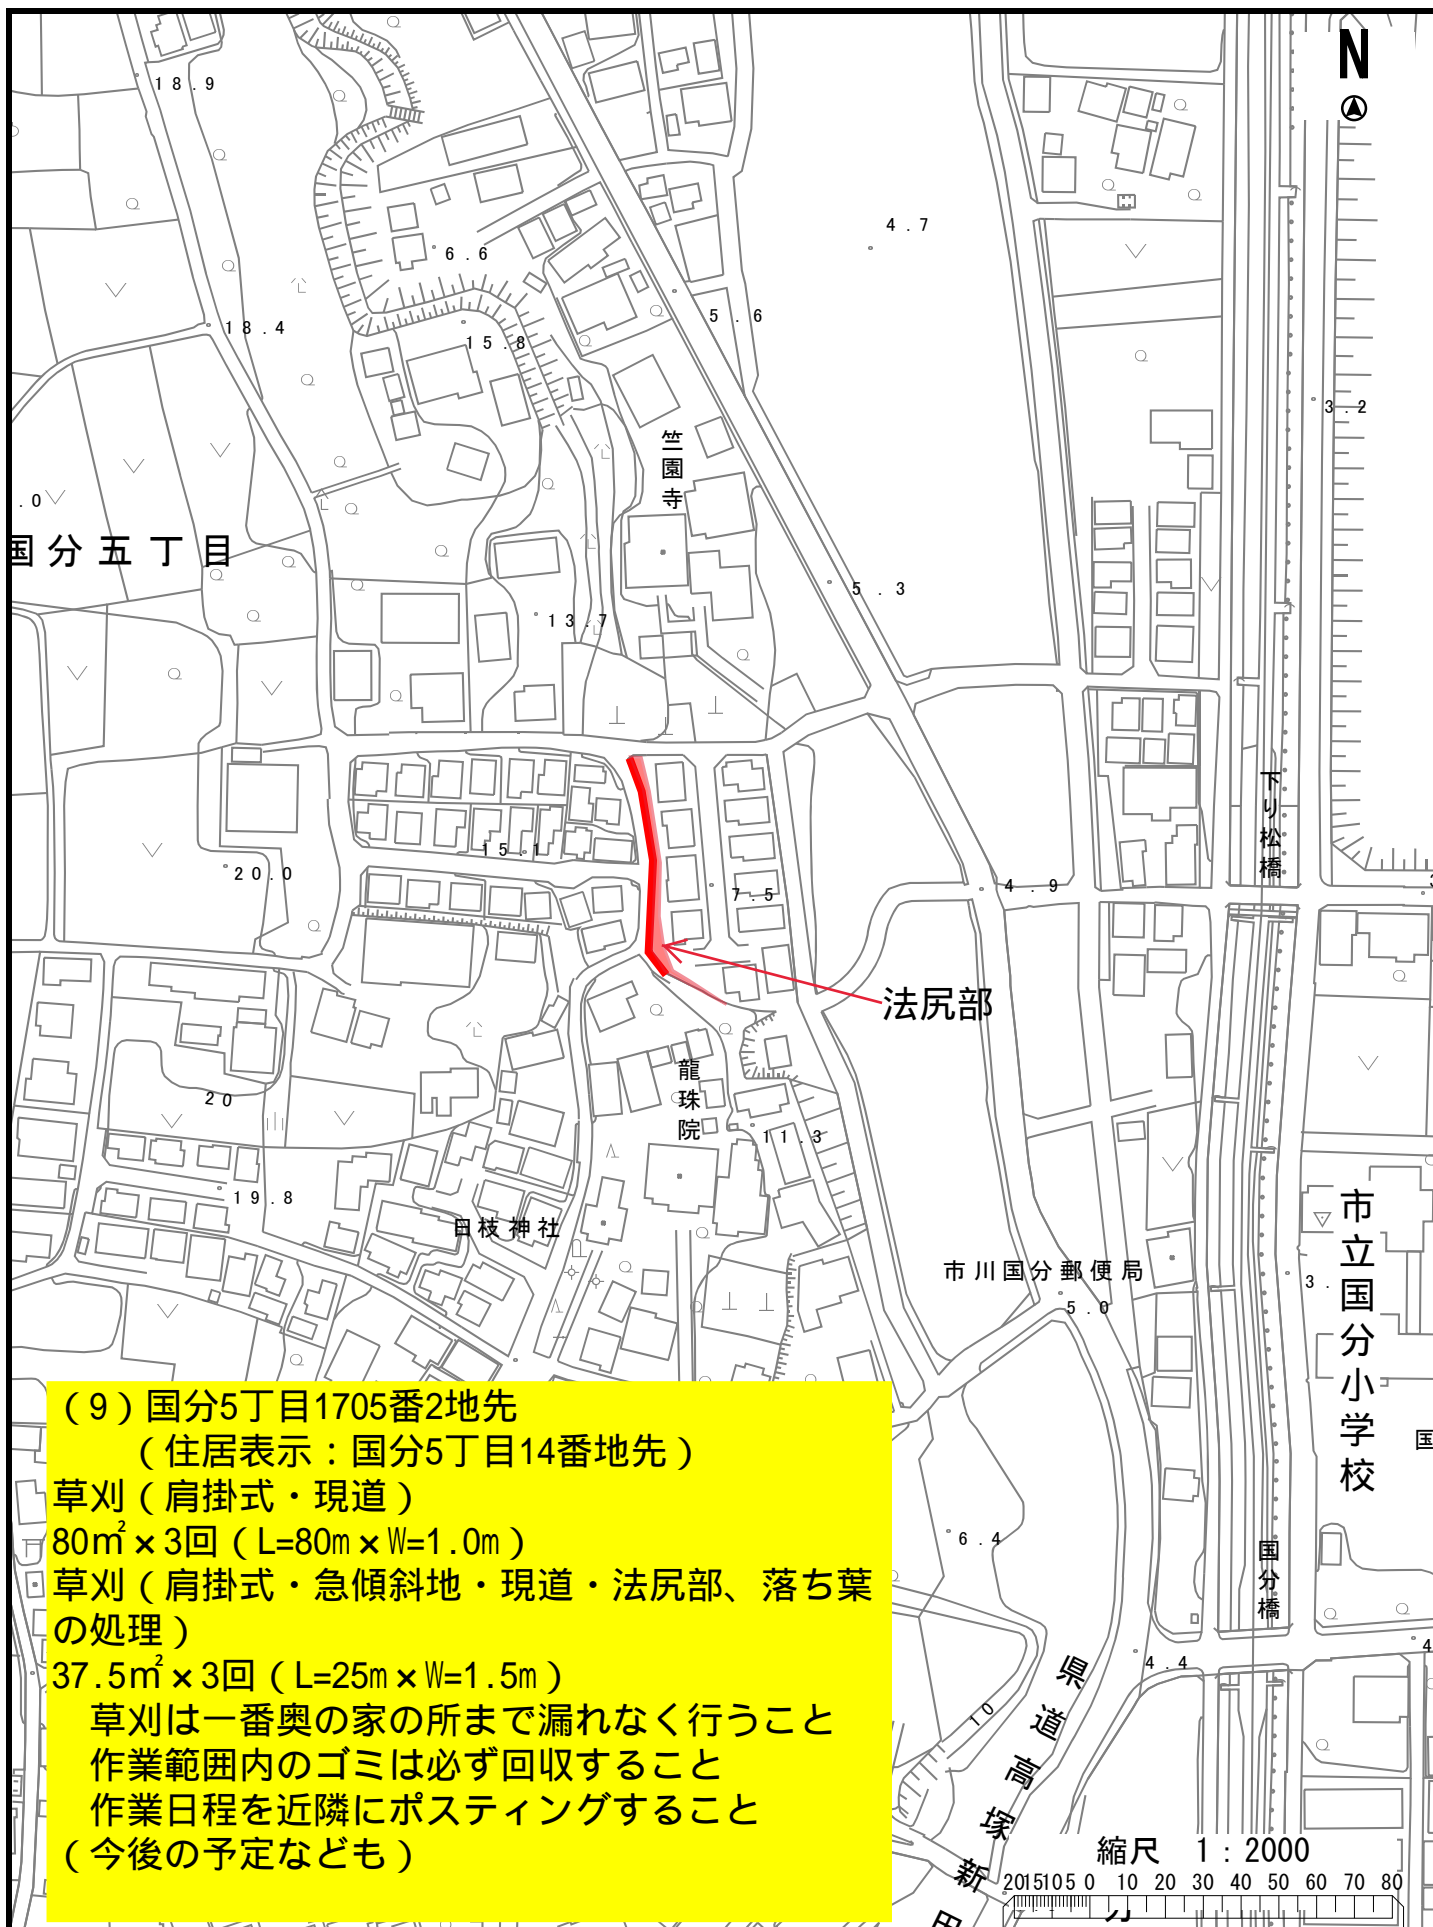 N
18.9
4.7
6.6
5.6
18.4
15.8
3.2
竺園寺
.0
国分五丁目
5.3
13.7
下り松橋
15.1
20.0
7.5
4.9
法尻部
龍珠院
20
11.3
19.8
日枝神社
市立国分小学校
市川国分郵便局
3.
5.0
国
(9)国分5丁目1705番2地先
(住居表示:国分5丁目14番地先)
草刈(肩掛式・現道)
80㎡×3回(L=80m×W=1.0m)
草刈(肩掛式・急傾斜地・現道・法尻部、落ち葉
の処理)
37.5㎡×3回(L=25m×W=1.5m)
草刈は一番奥の家の所まで漏れなく行うこと
作業範囲内のゴミは必ず回収すること
作業日程を近隣にポスティングすること
(今後の予定なども)
6.4
国分橋
4
4.4
10
県道高塚新田
縮尺 1:2000
20 15 10 5 0 10 20 30 40 50 60 70 80